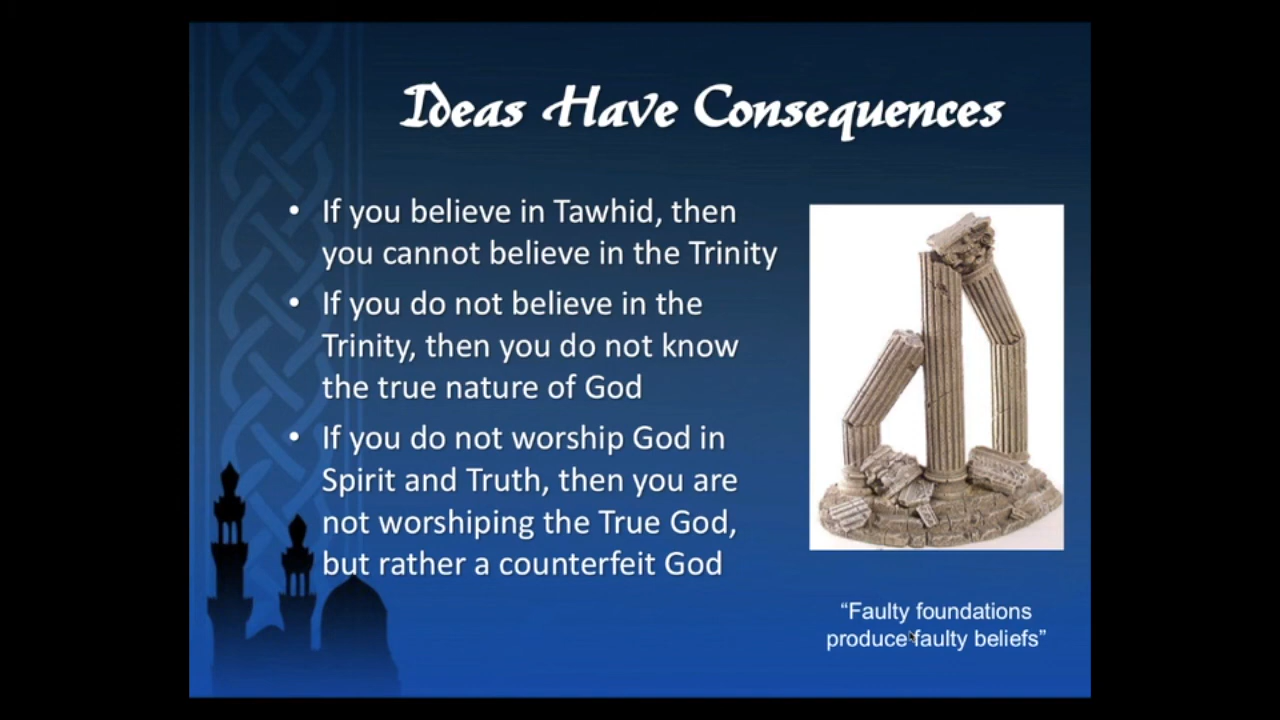 Ideas Have Consequences
• If you believe in Tawhid, then
you cannot believe in the Trinity
• If you do not believe in the
Trinity, then you do not know
the true nature of God
• If you do not worship God in
Spirit and Truth, then you are
not worshiping the True God,
but rather a counterfeit God
“Faulty foundations
produce faulty beliefs”